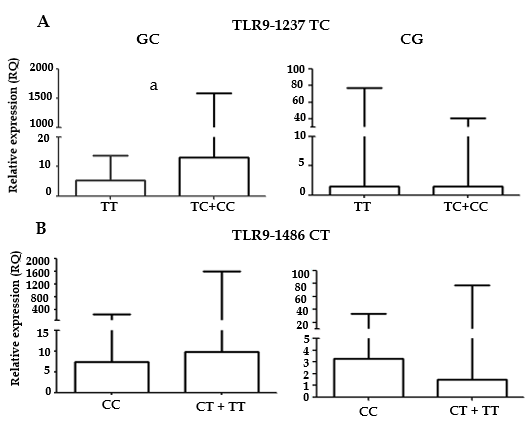 A
TLR9-1237 TC
GC
CG
Relative expression (RQ)
2000
1500
1000
20
10
0
a
TT
TC+CC
100
80
60
40
10
5
0
TT
TC+CC
B
TLR9-1486 CT
Relative expression (RQ)
2000
1600
1200
800
400
15
10
5
0
CC
CT + TT
100
80
60
40
20
5
4
3
2
1
0
CC
CT + TT